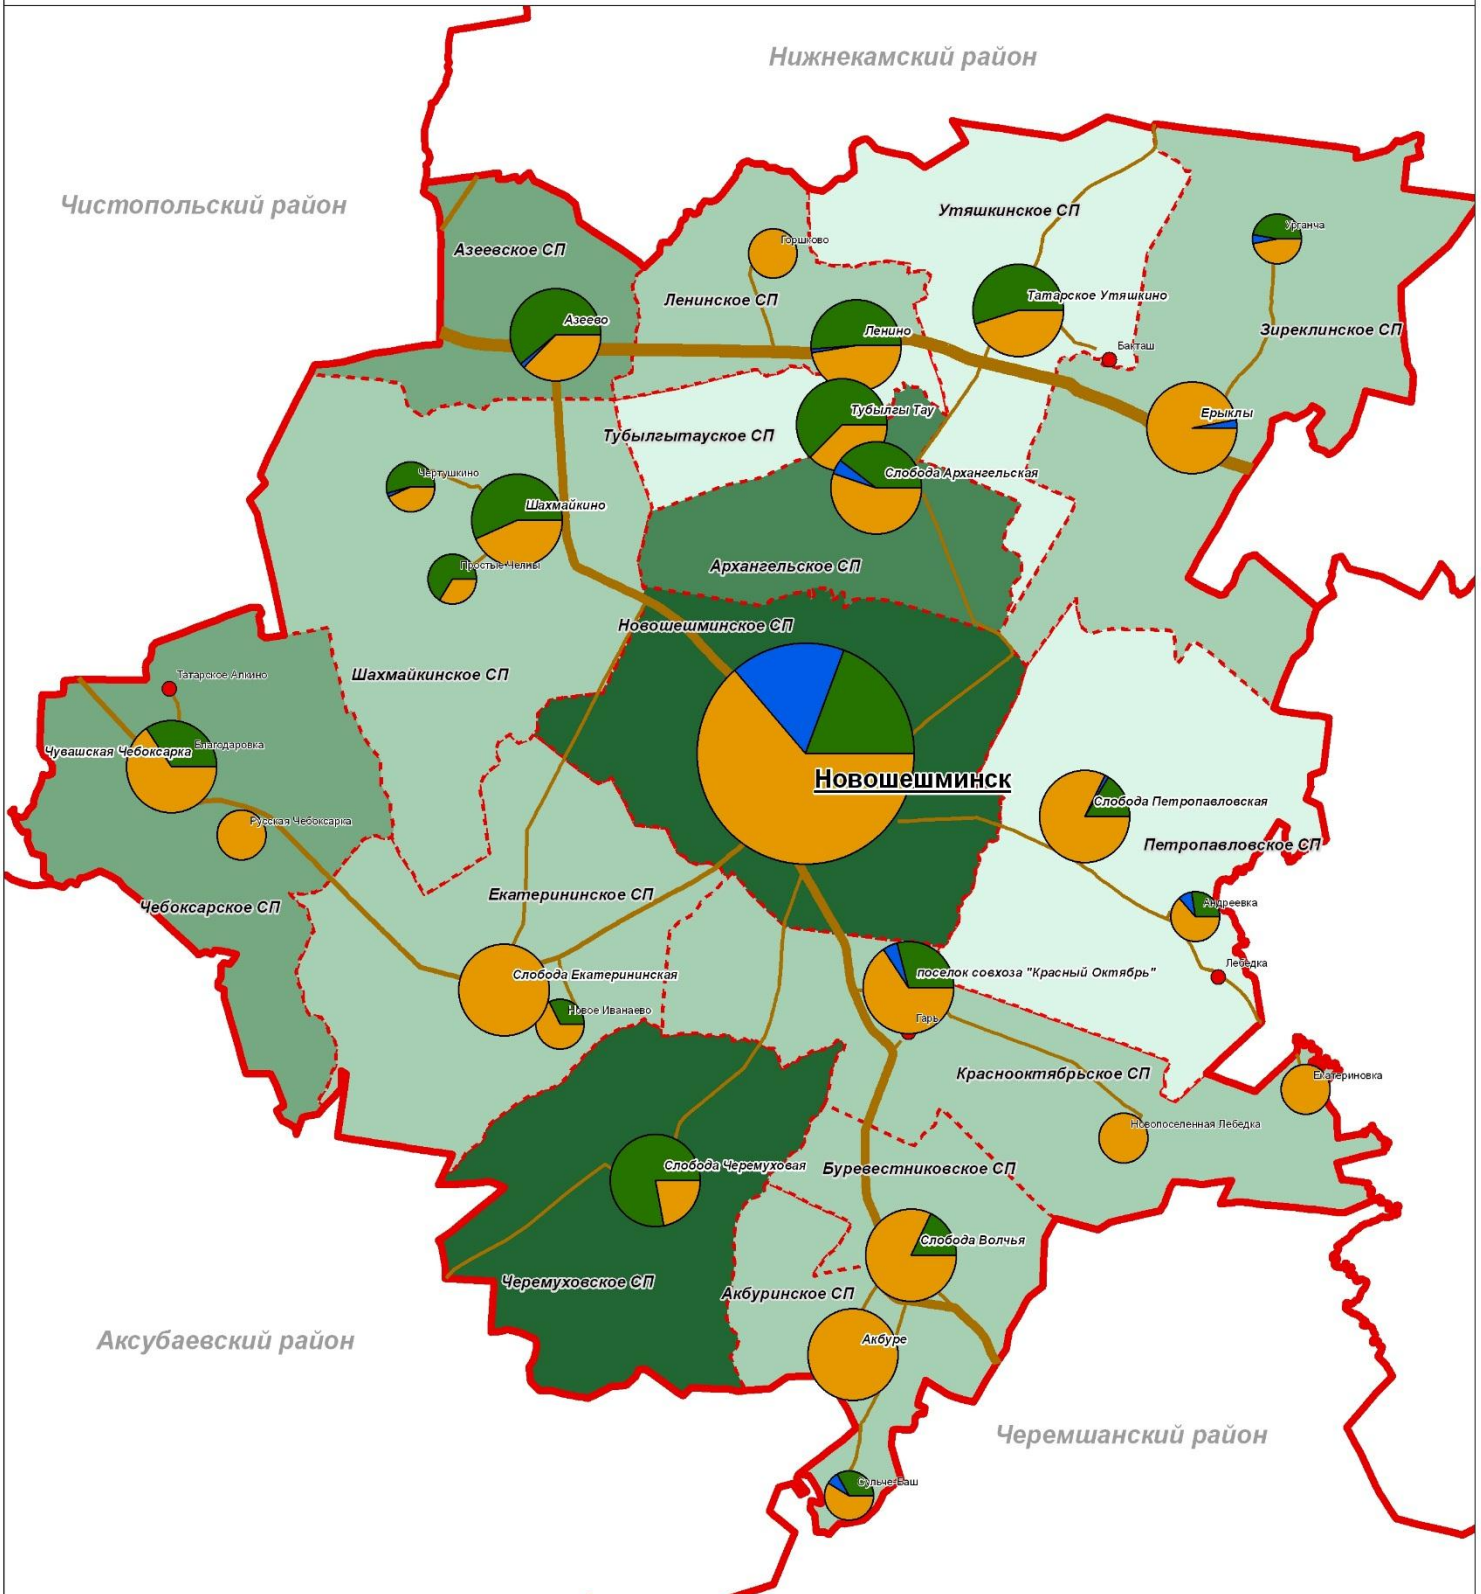 Нижнекамский район
Чистопольский район
Утяшкинское СП
Урганча
Горшково
Азеевское СП
Ленинское СП
Татарское Утяшкино
Азеево
Ленино
Зиреклинское СП
Бакташ
Тубылгы Тау
Ерыклы
Тубылгытауское СП
Чертушкино
Слобода Архангельская
Шахмайкино
Простые Челны
Архангельское СП
Новошешминское СП
Шахмайкинское СП
Татарское Алкино
Благодаровка
Чувашская Чебоксарка
Новошешминск
Слобода Петропавловская
Русская Чебоксарка
Петропавловское СП
Екатерининское СП
Чебоксарское СП
Андреевка
Лебедка
Слобода Екатерининская
поселок совхоза "Красный Октябрь"
Новое Иванаево
Гарь
Краснооктябрьское СП
Екатериновка
Новопоселенная Лебедка
Слобода Черемуховая
Буревестниковское СП
Слобода Волчья
Черемуховское СП
Акбуринское СП
Аксубаевский район
Акбуре
Черемшанский район
Сульче-Баш